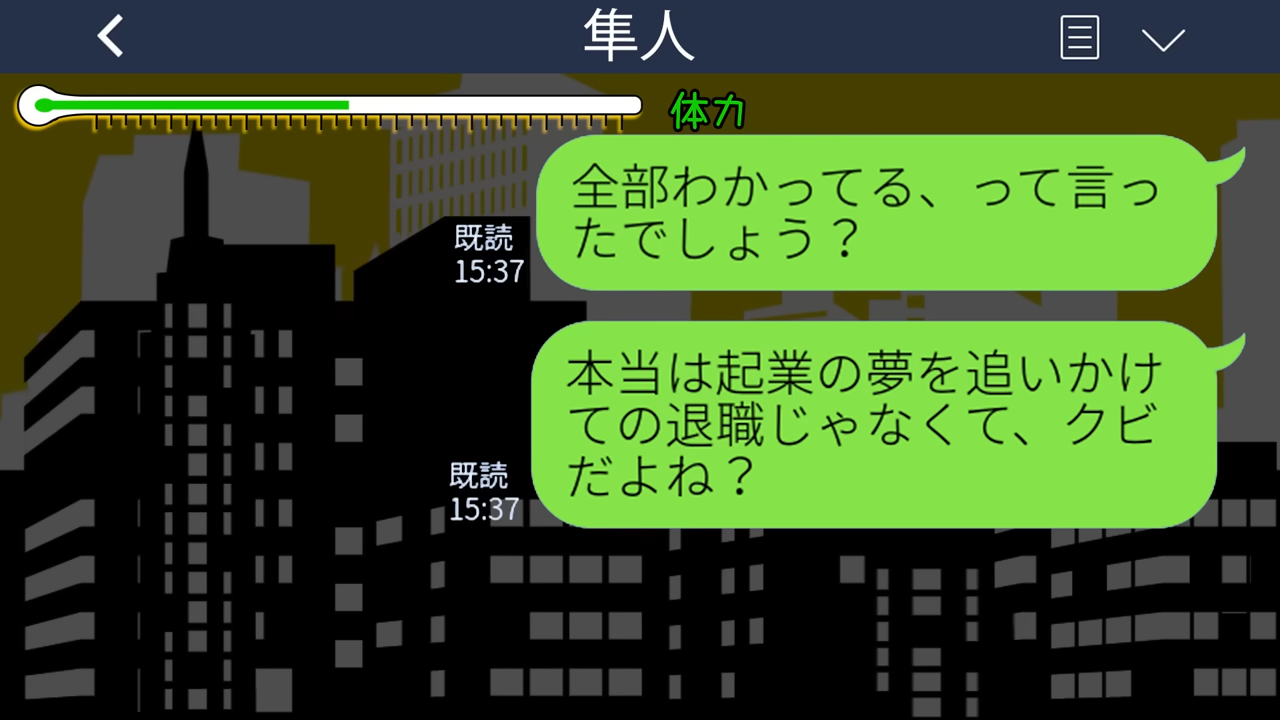 隼人
体力
全部わかってる、って言っ
たでしょう？
既読
15:37
本当は起業の夢を追いかけ
ての退職じゃなくて、クビ
だよね？
既読
15:37